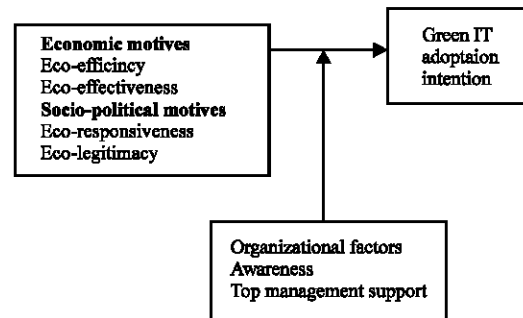 Economic motives
Eco-efficincy
Eco-effectiveness
Socio-political motives
Eco-responsiveness
Eco-legitimacy
Green IT
adoptaion
intention
Organizational factors
Awareness
Top management support